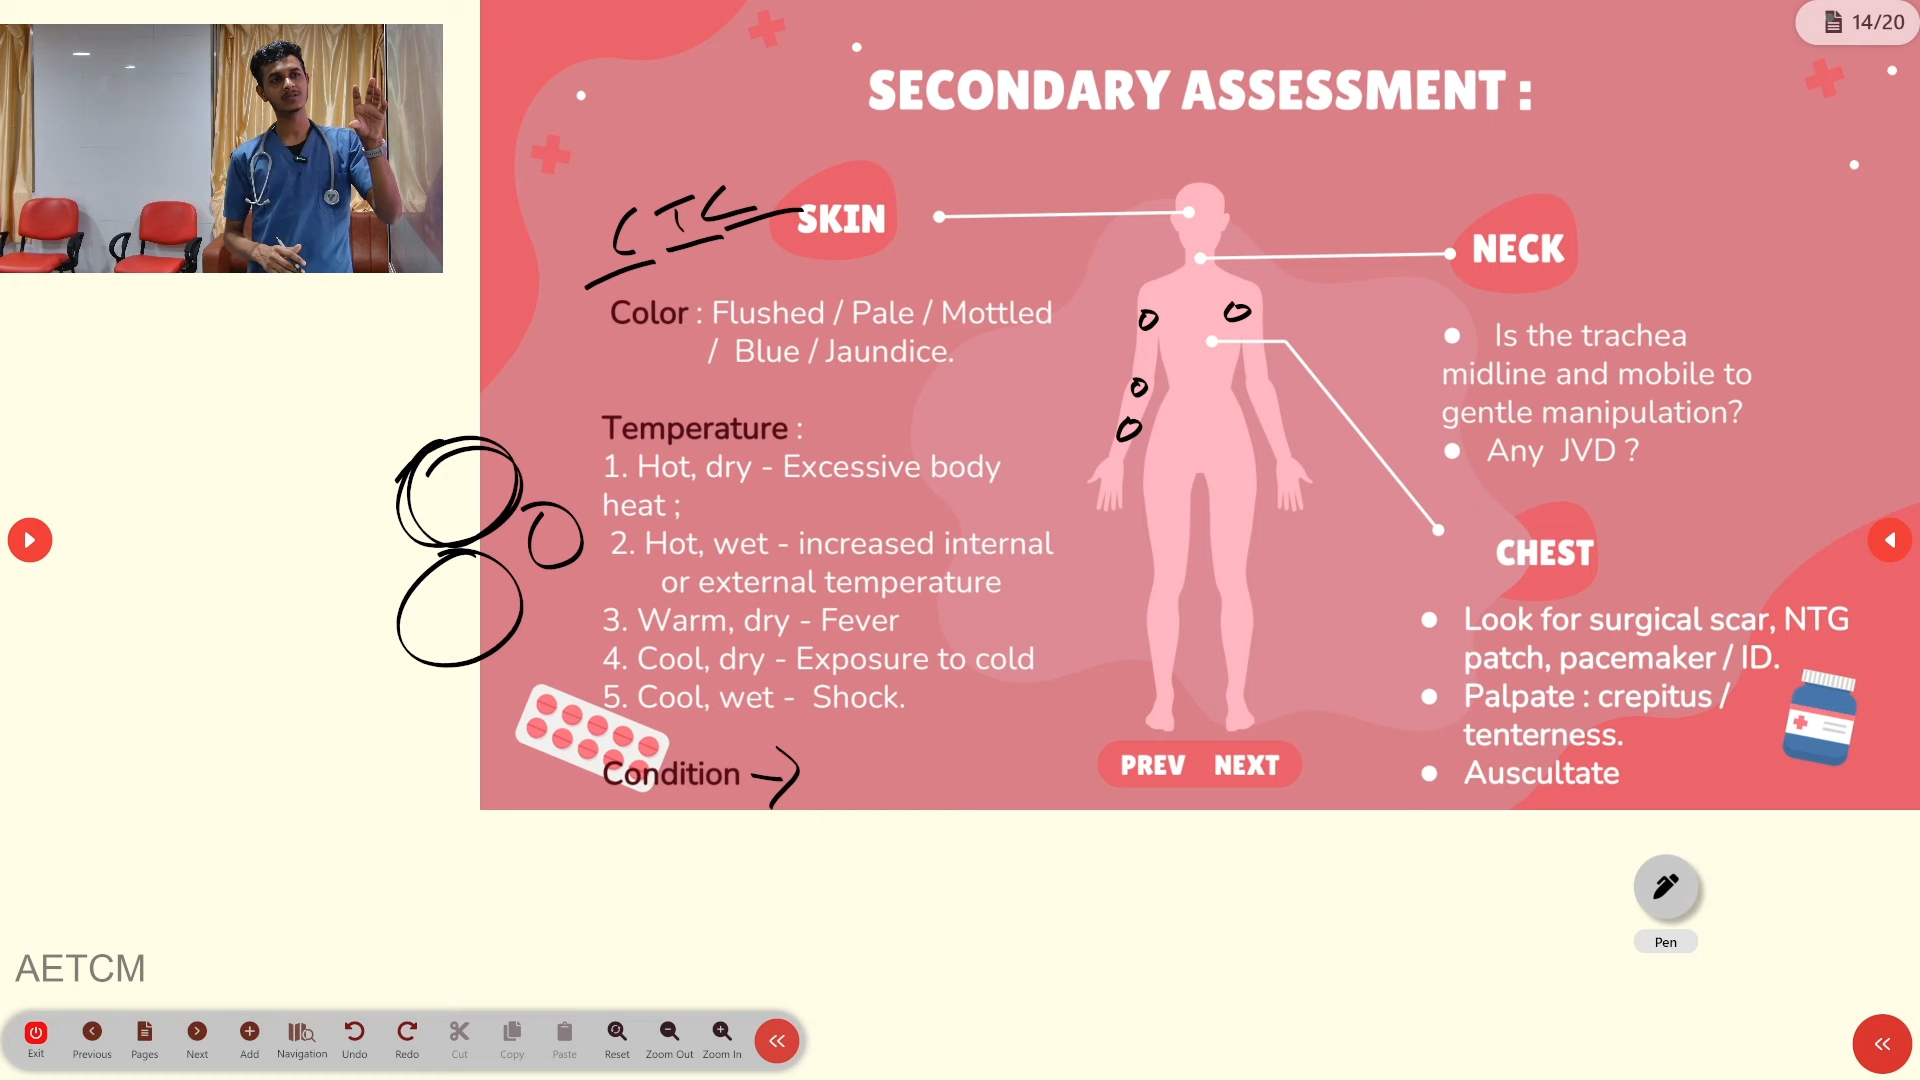 14/20
SECONDARY ASSESSMENT :
CTC
SKIN
Color : Flushed / Pale / Mottled
/ Blue / Jaundice.
Temperature :
1. Hot, dry - Excessive body
heat ;
2. Hot, wet - increased internal
or external temperature
3. Warm, dry - Fever
4. Cool, dry - Exposure to cold
5. Cool, wet - Shock.
Condition →
NECK
Is the trachea
midline and mobile to
gentle manipulation?
Any JVD ?
CHEST
Look for surgical scar, NTG
patch, pacemaker / ID.
Palpate : crepitus /
tenterness.
Auscultate
PREV NEXT
Pen
AETCM
Exit Previous Pages Next Add Navigation Undo Redo Cut Copy Paste Reset Zoom Out Zoom In